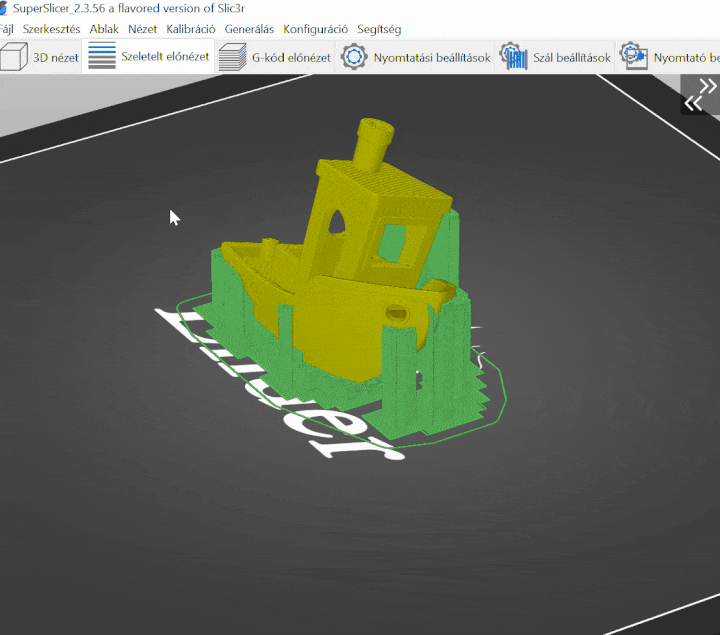 SuperSlicer_2.3.56 a flavored version of Slic3r
Fájl Szerkesztés Ablak Nézet Kalibráció Generálás Konfiguráció Segítség
3D nézet Szeletelt előnézet G-kód előnézet Nyomtatási beállítások Szál beállítások Nyomtató be